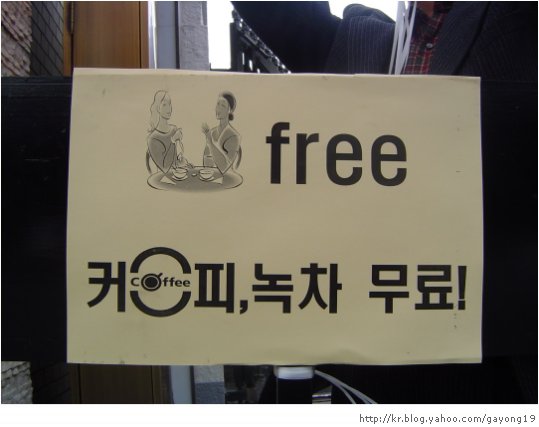 free
커Coffee피, 녹차 무료!
http://kr.blog.yahoo.com/gayong19